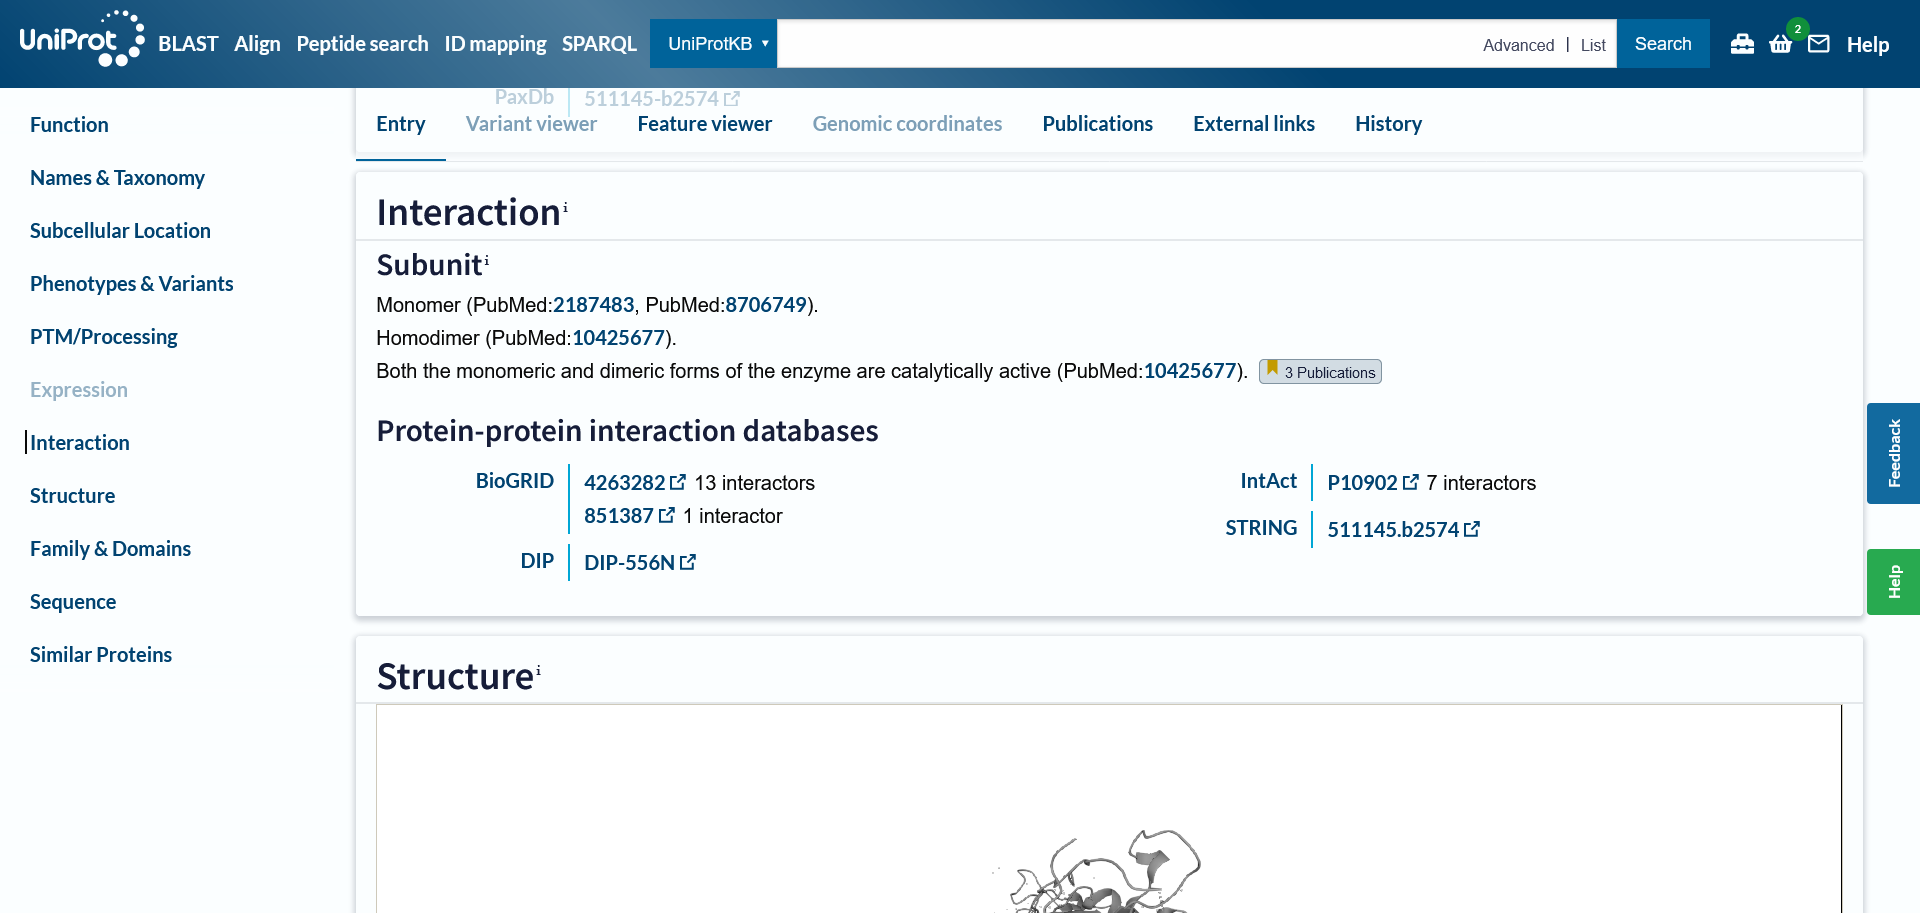 UniProt BLAST Align Peptide search ID mapping SPARQL UniProtKB ▾ Advanced | List Search 2 Help
PaxDb 511145-b2574
Entry Variant viewer Feature viewer Genomic coordinates Publications External links History
Function
Names & Taxonomy
Subcellular Location
Phenotypes & Variants
PTM/Processing
Expression
Interaction
Structure
Family & Domains
Sequence
Similar Proteins
Interaction i
Subunit i
Monomer (PubMed:2187483, PubMed:8706749).
Homodimer (PubMed:10425677).
Both the monomeric and dimeric forms of the enzyme are catalytically active (PubMed:10425677). 3 Publications
Protein-protein interaction databases
BioGRID 4263282 13 interactors
851387 1 interactor
DIP DIP-556N
IntAct P10902 7 interactors
STRING 511145.b2574
Structure i
Feedback
Help